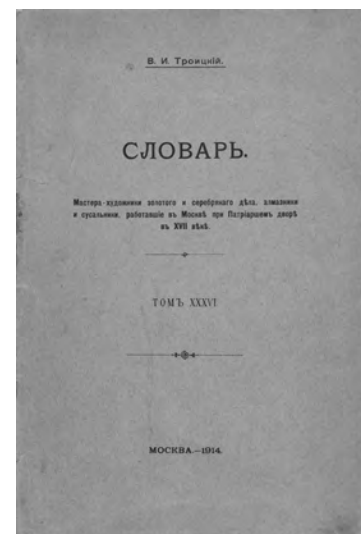 В. И. Троицкій.
СЛОВАРЬ.
Мастера-художники золотого и серебрянаго дѣла, алмазники
и сусальники, работавшіе въ Москвѣ при Патріаршемъ дворѣ
въ XVII вѣкѣ.
ТОМЪ XXXVI
МОСКВА.—1914.